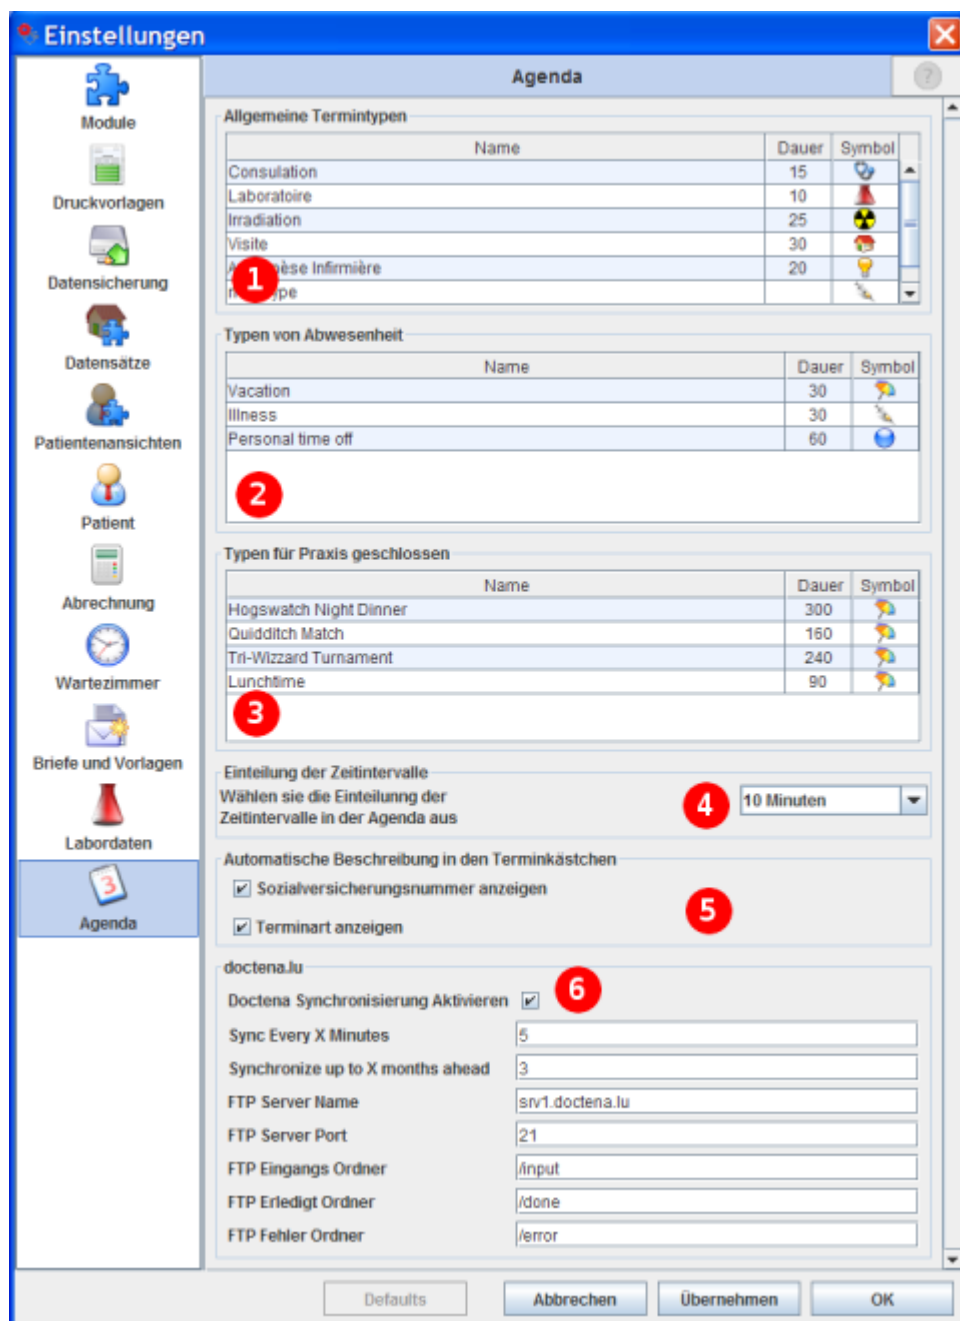 Einstellungen
Module
Druckvorlagen
Datensicherung
Datensätze
Patientenansichten
Patient
Abrechnung
Wartezimmer
Briefe und Vorlagen
Labordaten
3
Agenda
Agenda
?
Allgemeine Termintypen
Name Dauer Symbol
Consulation 15
Laboratoire 10
Irradiation 25
Visite 30
èse Infirmière 20
1
Typen von Abwesenheit
Name Dauer Symbol
Vacation 30
Illness 30
Personal time off 60
2
Typen für Praxis geschlossen
Name Dauer Symbol
Hogswatch Night Dinner 300
Quidditch Match 160
Tri-Wizzard Turnament 240
Lunchtime 90
3
Einteilung der Zeitintervalle
Wählen sie die Einteilunng der
Zeitintervalle in der Agenda aus
4
10 Minuten
Automatische Beschreibung in den Terminkästchen
Sozialversicherungsnummer anzeigen
Terminart anzeigen
5
doctena.lu
Doctena Synchronisierung Aktivieren
6
Sync Every X Minutes 5
Synchronize up to X months ahead 3
FTP Server Name srv1.doctena.lu
FTP Server Port 21
FTP Eingangs Ordner /input
FTP Erledigt Ordner /done
FTP Fehler Ordner /error
Defaults Abbrechen Übernehmen OK